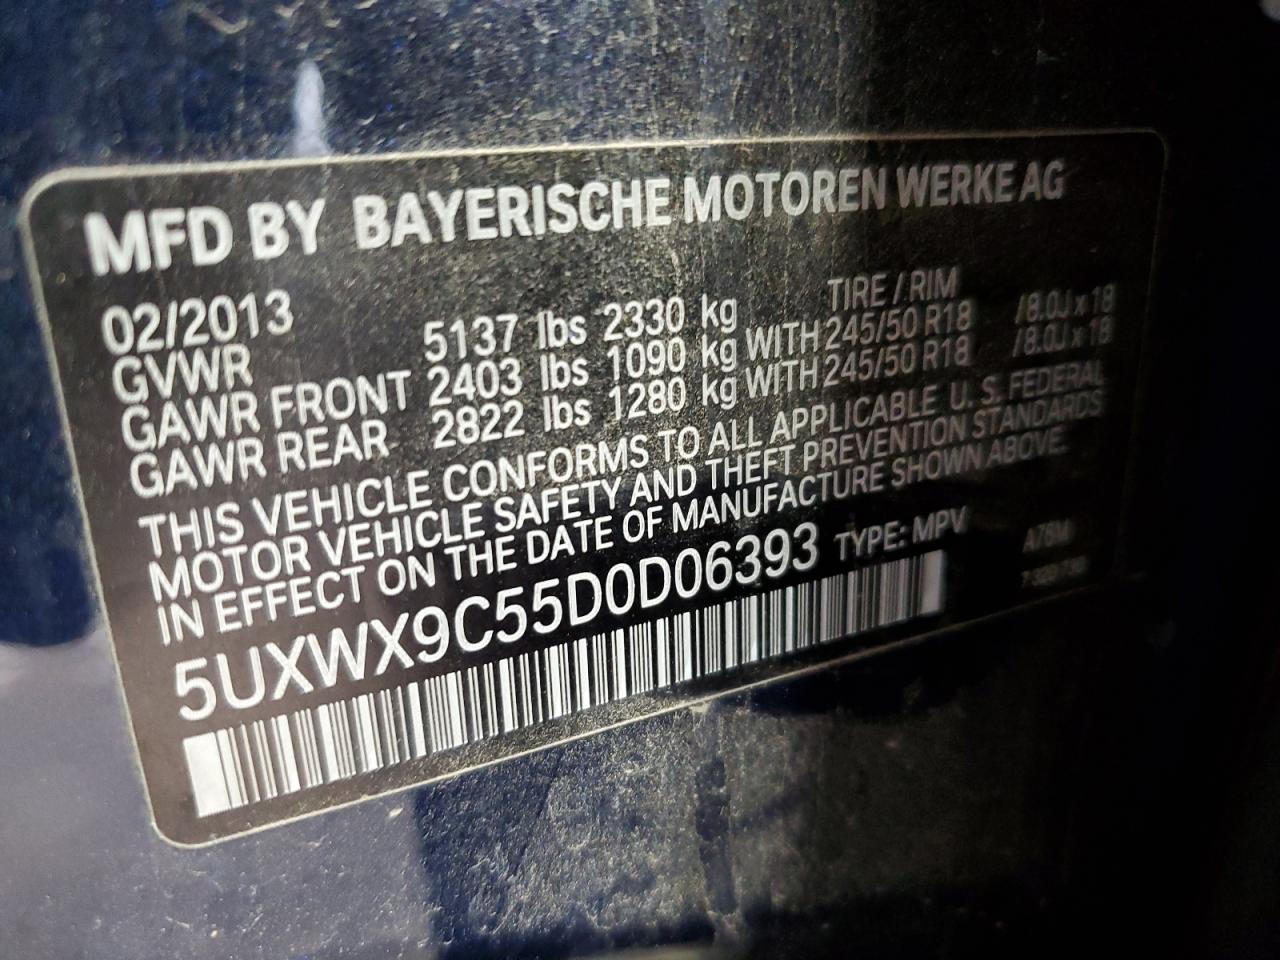 MFD BY BAYERISCHE MOTOREN WERKE AG
02/2013 TIRE / RIM
GVWR 5137 lbs 2330 kg
GAWR FRONT 2403 lbs 1090 kg WITH 245/50 R18 /8.0J x 18
GAWR REAR 2822 lbs 1280 kg WITH 245/50 R18 /8.0J x 18
THIS VEHICLE CONFORMS TO ALL APPLICABLE U. S. FEDERAL
MOTOR VEHICLE SAFETY AND THEFT PREVENTION STANDARDS
IN EFFECT ON THE DATE OF MANUFACTURE SHOWN ABOVE.
5UXWX9C55D0D06393 TYPE: MPV